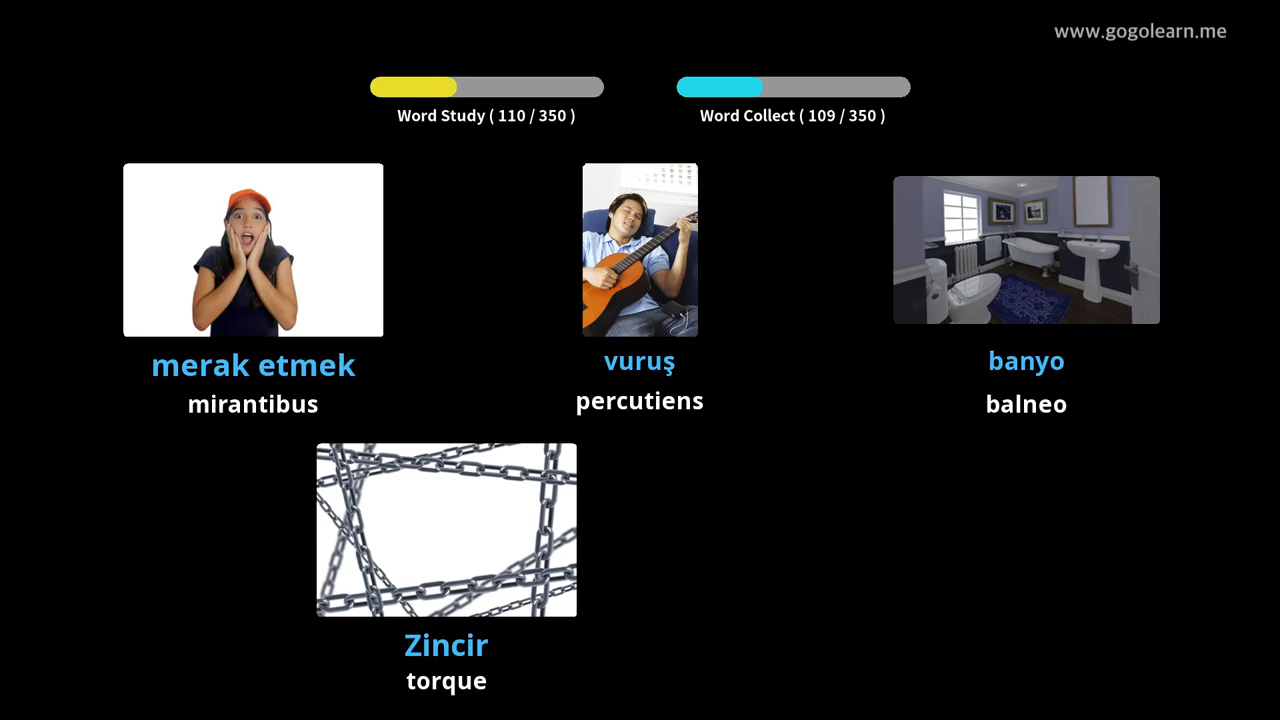 www.gogolearn.me
Word Study ( 110 / 350 )
Word Collect ( 109 / 350 )
merak etmek
mirantibus
vuruş
percutiens
banyo
balneo
Zincir
torque